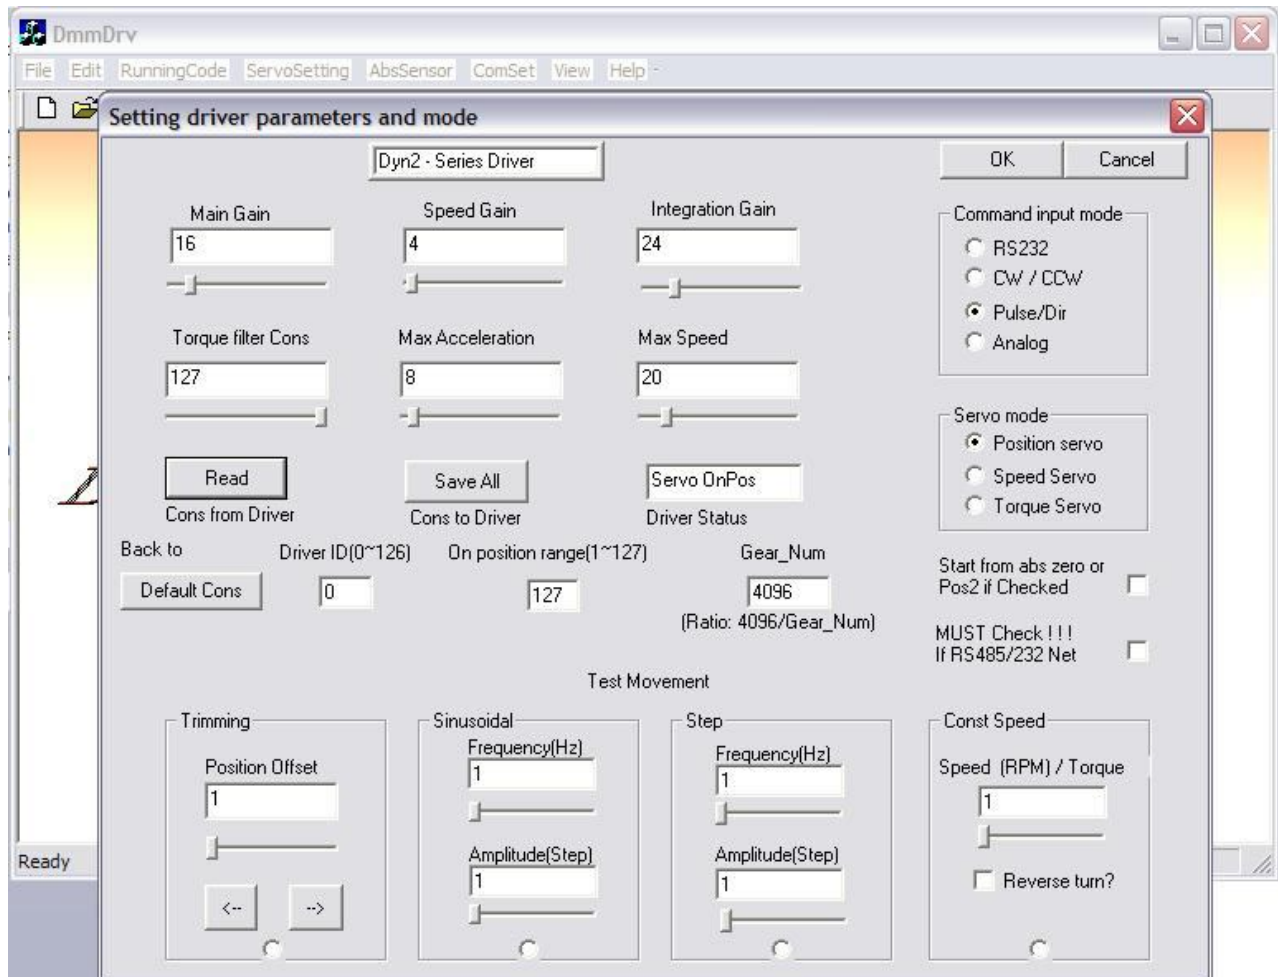 DmmDrv
File Edit RunningCode ServoSetting AbsSensor ComSet View Help
Setting driver parameters and mode
Dyn2 - Series Driver
OK Cancel
Main Gain Speed Gain Integration Gain
16 4 24
Torque filter Cons Max Acceleration Max Speed
127 8 20
Read Save All Servo OnPos
Cons from Driver Cons to Driver Driver Status
Command input mode
RS232
CW / CCW
Pulse/Dir
Analog
Servo mode
Position servo
Speed Servo
Torque Servo
Back to
Default Cons
Driver ID(0~126) On position range(1~127) Gear_Num
0 127 4096
(Ratio: 4096/Gear_Num)
Start from abs zero or
Pos2 if Checked
MUST Check ! ! !
If RS485/232 Net
Test Movement
Trimming
Position Offset
1
<-- -->
Sinusoidal
Frequency(Hz)
1
Amplitude(Step)
1
Step
Frequency(Hz)
1
Amplitude(Step)
1
Const Speed
Speed (RPM) / Torque
1
Reverse turn?
Ready